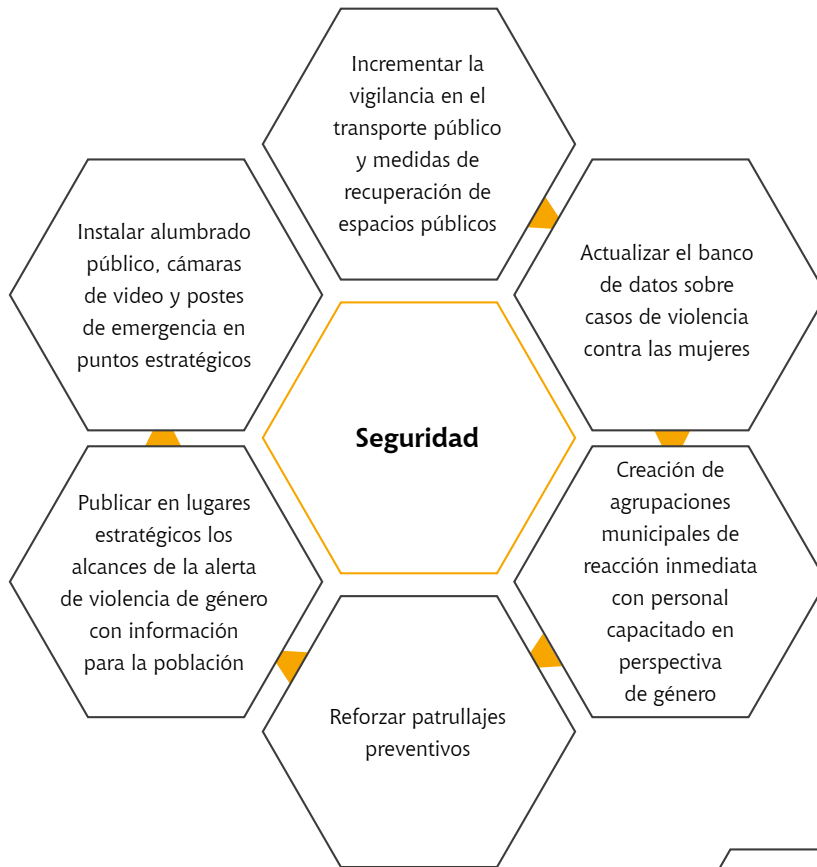 Incrementar la
vigilancia en el
transporte público
y medidas de
recuperación de
espacios públicos
Instalar alumbrado
público, cámaras
de video y postes
de emergencia en
puntos estratégicos
Actualizar el banco
de datos sobre
casos de violencia
contra las mujeres
Seguridad
Publicar en lugares
estratégicos los
alcances de la alerta
de violencia de género
con información
para la población
Creación de
agrupaciones
municipales de
reacción inmediata
con personal
capacitado en
perspectiva
de género
Reforzar patrullajes
preventivos